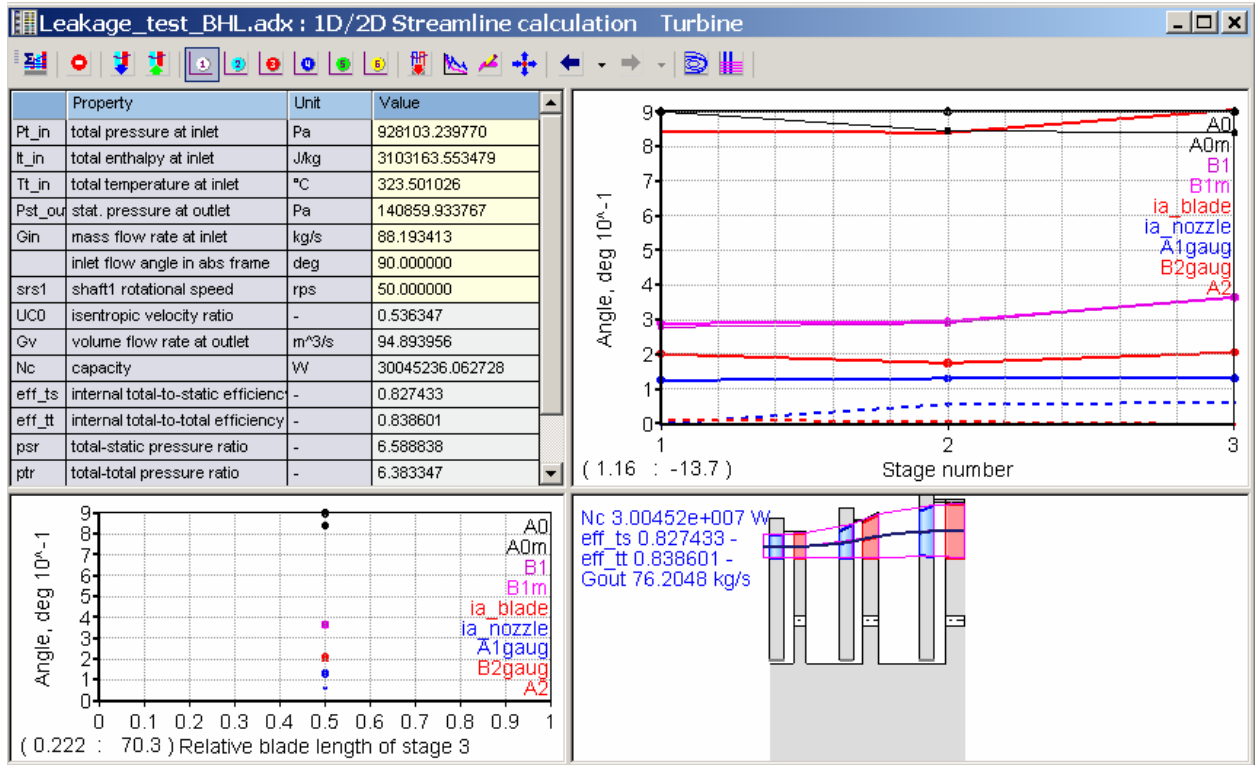 Leakage_test_BHL.adx : 1D/2D Streamline calculation Turbine
1 2 3 4 5 6
Property Unit Value
Pt_in total pressure at inlet Pa 928103.239770
It_in total enthalpy at inlet J/kg 3103163.553479
Tt_in total temperature at inlet °C 323.501026
Pst_ou stat. pressure at outlet Pa 140859.933767
Gin mass flow rate at inlet kg/s 88.193413
inlet flow angle in abs frame deg 90.000000
srs1 shaft1 rotational speed rps 50.000000
UC0 isentropic velocity ratio - 0.536347
Gv volume flow rate at outlet m^3/s 94.893956
Nc capacity W 30045236.062728
eff_ts internal total-to-static efficienc - 0.827433
eff_tt internal total-to-total efficiency - 0.838601
psr total-static pressure ratio - 6.588838
ptr total-total pressure ratio - 6.383347
Angle, deg 10^-1
9
8
7
6
5
4
3
2
1
0
A0
A0m
B1
B1m
ia_blade
ia_nozzle
A1gaug
B2gaug
A2
1 2 3
( 1.16 : -13.7 ) Stage number
Angle, deg 10^-1
9
8
7
6
5
4
3
2
1
0
A0
A0m
B1
B1m
ia_blade
ia_nozzle
A1gaug
B2gaug
A2
0 0.1 0.2 0.3 0.4 0.5 0.6 0.7 0.8 0.9 1
( 0.222 : 70.3 ) Relative blade length of stage 3
Nc 3.00452e+007 W
eff_ts 0.827433 -
eff_tt 0.838601 -
Gout 76.2048 kg/s